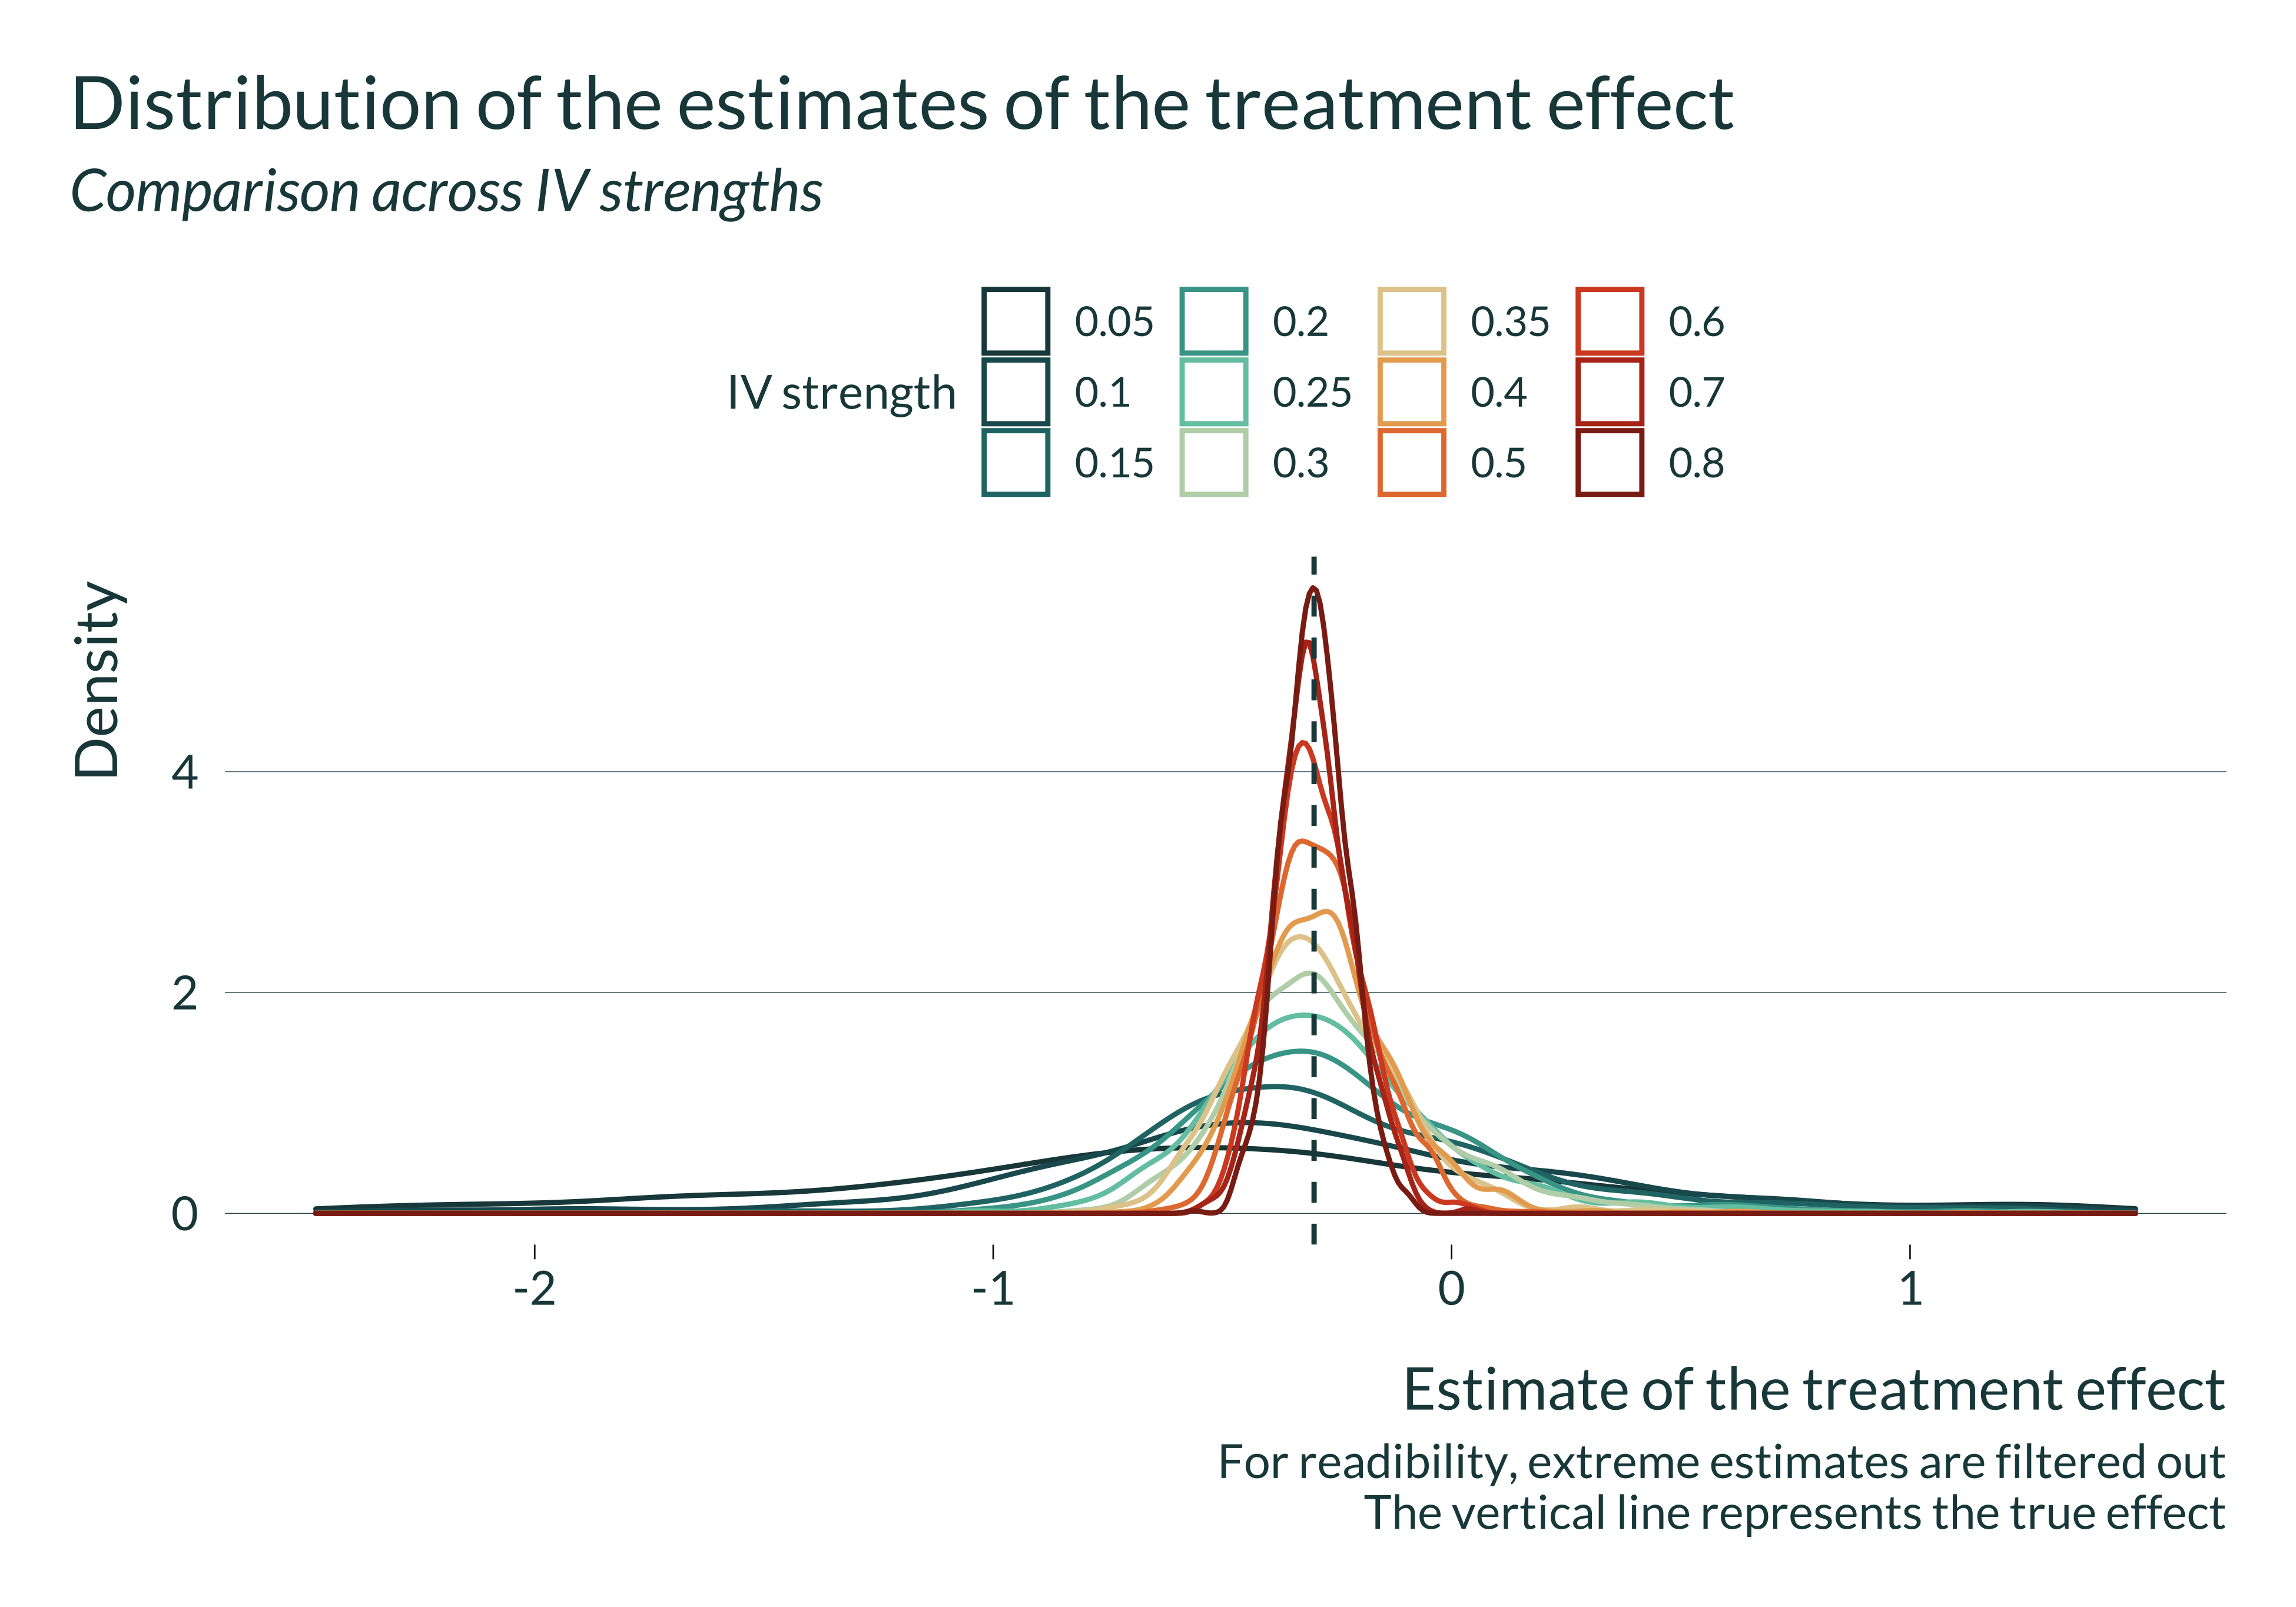 Distribution of the estimates of the treatment effect
Comparison across IV strengths
IV strength
0.05 0.2 0.35 0.6
0.1 0.25 0.4 0.7
0.15 0.3 0.5 0.8
Density
4
2
0
-2 -1 0 1
Estimate of the treatment effect
For readibility, extreme estimates are filtered out
The vertical line represents the true effect